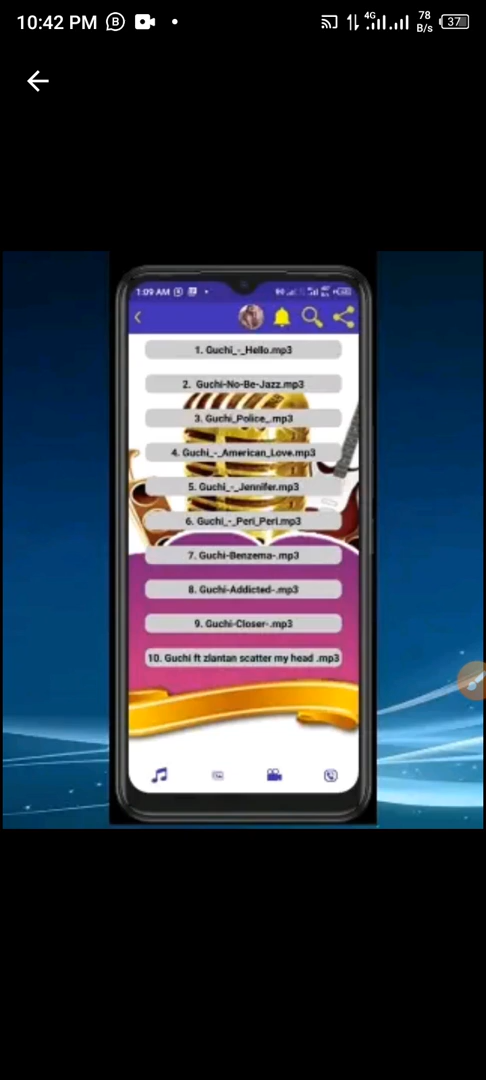 10:42 PM
4G
78
B/s
37
1:09 AM
1. Guchi_-_Hello.mp3
2. Guchi-No-Be-Jazz.mp3
3. Guchi_Police_.mp3
4. Guchi_-_American_Love.mp3
5. Guchi_-_Jennifer.mp3
6. Guchi_-_Peri_Peri.mp3
7. Guchi-Benzema-.mp3
8. Guchi-Addicted-.mp3
9. Guchi-Closer-.mp3
10. Guchi ft zlantan scatter my head .mp3